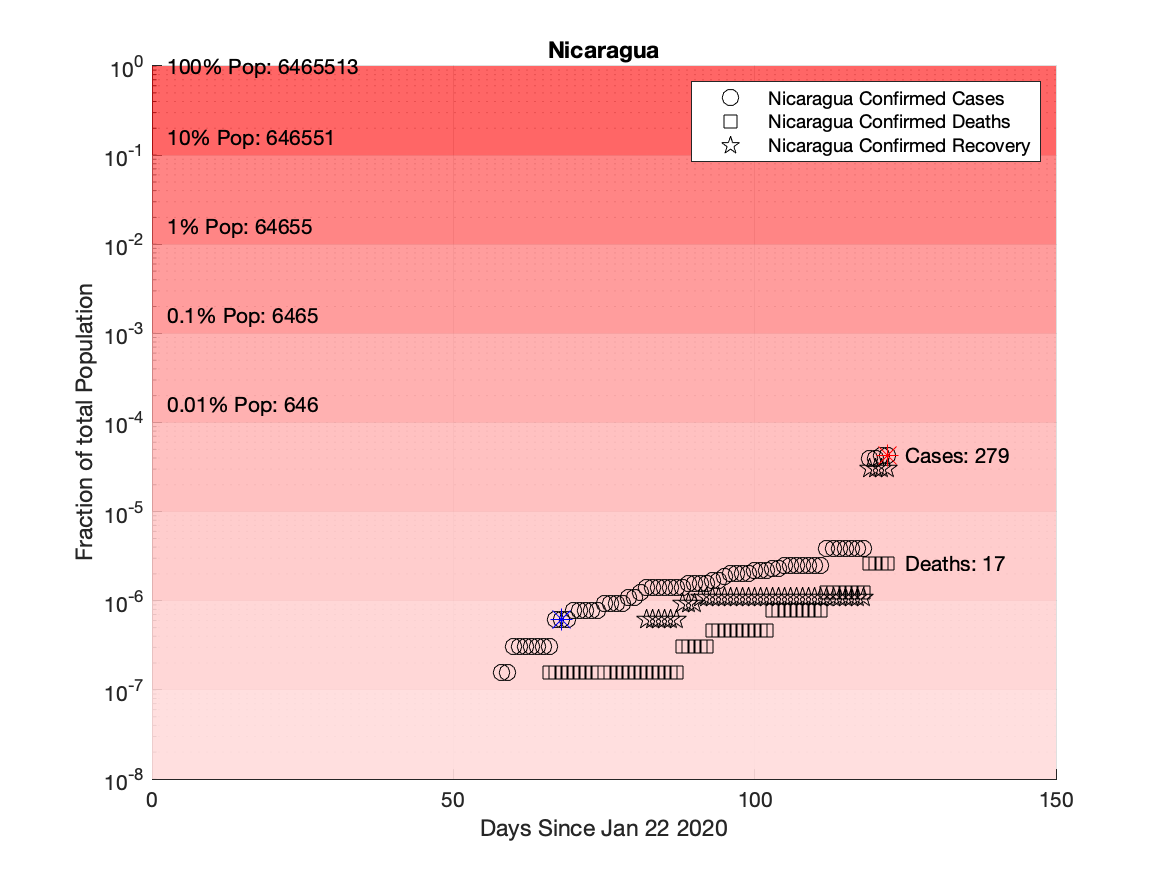 Nicaragua
10^0
100% Pop: 6465513
Nicaragua Confirmed Cases
Nicaragua Confirmed Deaths
Nicaragua Confirmed Recovery
10% Pop: 646551
10^-1
1% Pop: 64655
10^-2
0.1% Pop: 6465
10^-3
0.01% Pop: 646
10^-4
Cases: 279
10^-5
Deaths: 17
10^-6
10^-7
10^-8
Fraction of total Population
0 50 100 150
Days Since Jan 22 2020